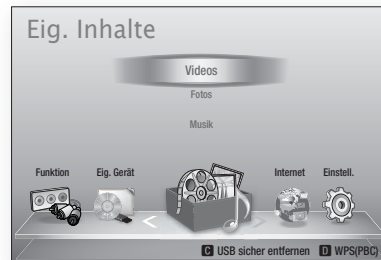 Eig. Inhalte
Videos
Fotos
Musik
Funktion Eig. Gerät Internet Einstell.
C USB sicher entfernen D WPS(PBC)